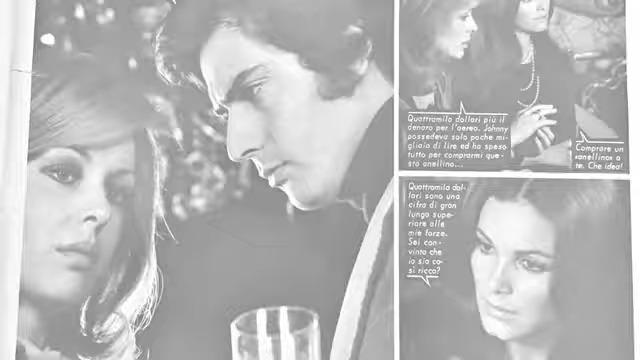 Quattromila dollari più il
denaro per l'aereo. Johnny
possedeva solo poche mi-
gliaia di lire ed ha speso
tutto per comprarmi que-
sto anellino...
Comprare un
«anellino» a
te. Che idea!
Quattromila dol-
lari sono una
cifra di gran
lungo supe-
riore alle
mie forze.
Sei con-
vinta che
io sia co-
sì ricco?